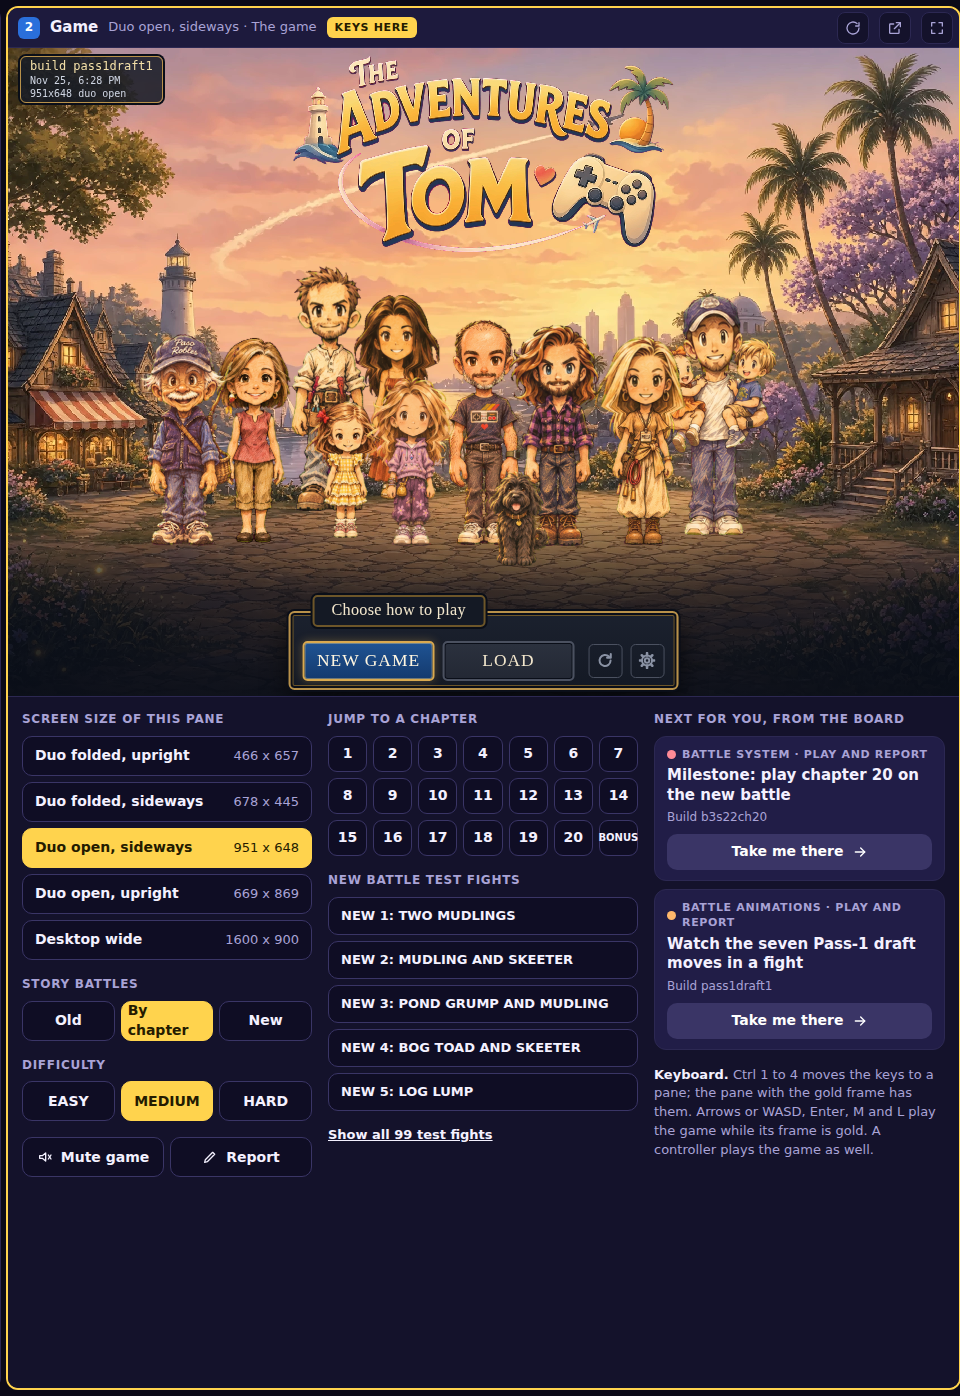 2 Game Duo open, sideways · The game KEYS HERE
build pass1draft1
Nov 25, 6:28 PM
951x648 duo open
THE
ADVENTURES
OF
TOM
Paso
Robles
Choose how to play
NEW GAME LOAD
SCREEN SIZE OF THIS PANE
Duo folded, upright 466 x 657
Duo folded, sideways 678 x 445
Duo open, sideways 951 x 648
Duo open, upright 669 x 869
Desktop wide 1600 x 900
STORY BATTLES
Old By chapter New
DIFFICULTY
EASY MEDIUM HARD
Mute game Report
JUMP TO A CHAPTER
1 2 3 4 5 6 7
8 9 10 11 12 13 14
15 16 17 18 19 20 BONUS
NEW BATTLE TEST FIGHTS
NEW 1: TWO MUDLINGS
NEW 2: MUDLING AND SKEETER
NEW 3: POND GRUMP AND MUDLING
NEW 4: BOG TOAD AND SKEETER
NEW 5: LOG LUMP
Show all 99 test fights
NEXT FOR YOU, FROM THE BOARD
BATTLE SYSTEM · PLAY AND REPORT
Milestone: play chapter 20 on
the new battle
Build b3s22ch20
Take me there →
BATTLE ANIMATIONS · PLAY AND
REPORT
Watch the seven Pass-1 draft
moves in a fight
Build pass1draft1
Take me there →
Keyboard. Ctrl 1 to 4 moves the keys to a
pane; the pane with the gold frame has
them. Arrows or WASD, Enter, M and L play
the game while its frame is gold. A
controller plays the game as well.